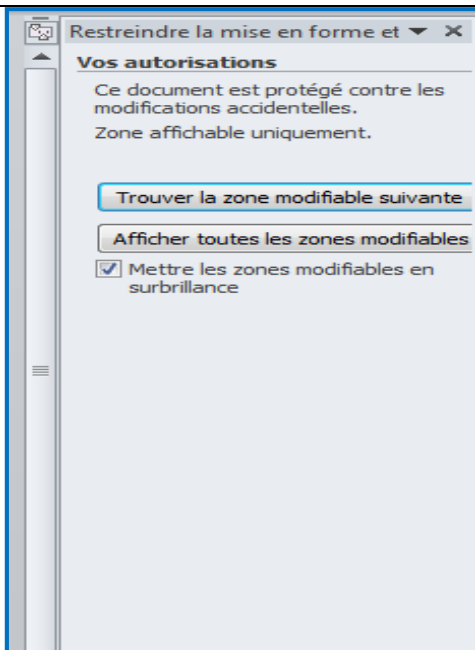 Restreindre la mise en forme et
Vos autorisations
Ce document est protégé contre les
modifications accidentelles.
Zone affichable uniquement.
Trouver la zone modifiable suivante
Afficher toutes les zones modifiables
Mettre les zones modifiables en
surbrillance